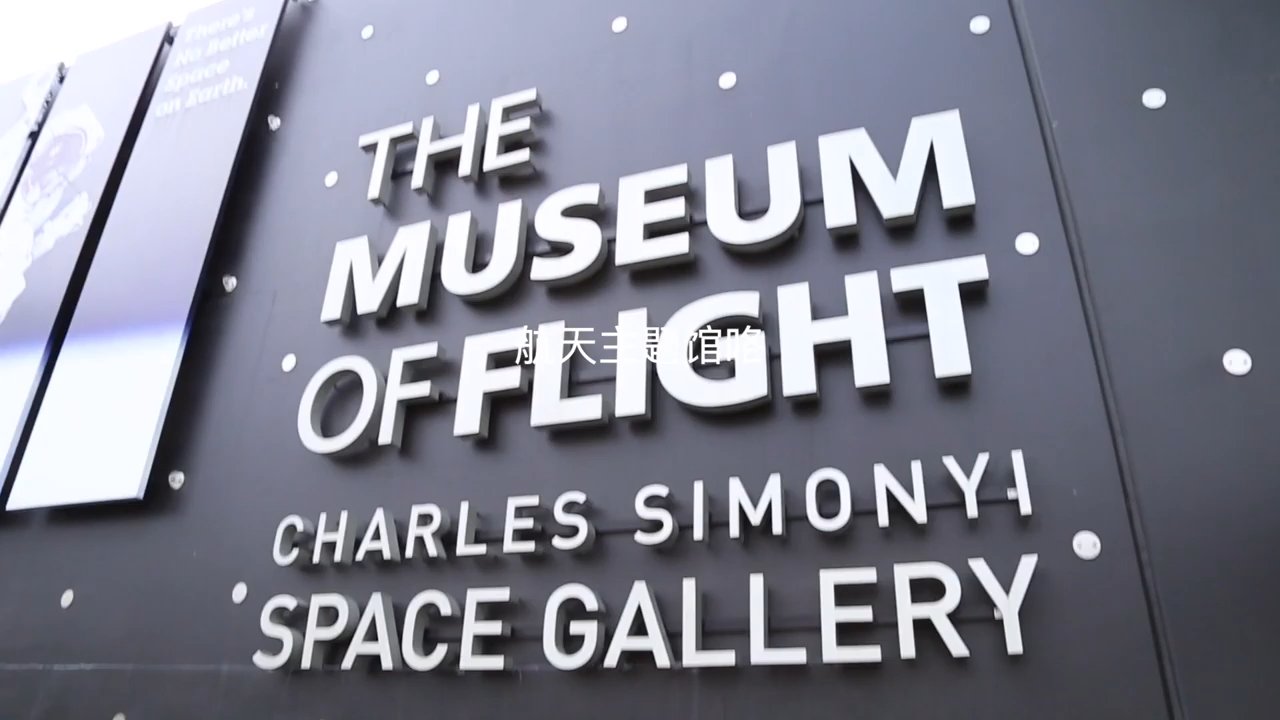 There's
No Better
Space
on Earth.
THE
MUSEUM
OF FLIGHT
航天主题馆咯
CHARLES SIMONYI
SPACE GALLERY